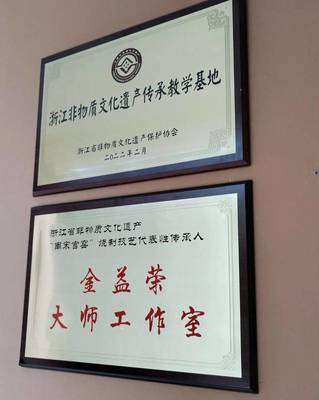 浙江非物质文化遗产传承教学基地
浙江省非物质文化遗产保护协会
二〇二二年二月
浙江省非物质文化遗产
“南宋官窑”烧制技艺代表性传承人
金益荣
大师工作室